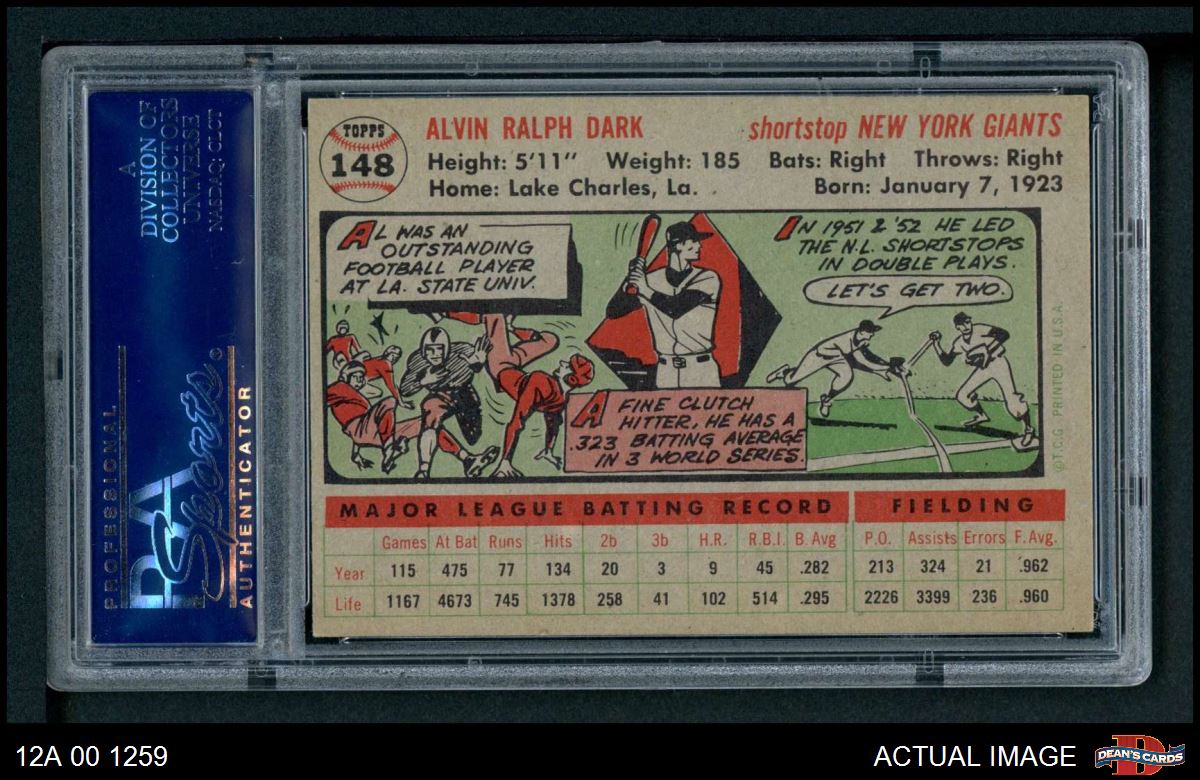 A
DIVISION OF
COLLECTORS
UNIVERSE
NASDAQ: CLCT
PROFESSIONAL
PSA
Sports
AUTHENTICATOR
TOPPS
148
ALVIN RALPH DARK
shortstop NEW YORK GIANTS
Height: 5'11" Weight: 185 Bats: Right Throws: Right
Home: Lake Charles, La. Born: January 7, 1923
AL WAS AN
OUTSTANDING
FOOTBALL PLAYER
AT LA. STATE UNIV.
A FINE CLUTCH
HITTER, HE HAS A
.323 BATTING AVERAGE
IN 3 WORLD SERIES.
IN 1951 & '52 HE LED
THE N.L. SHORTSTOPS
IN DOUBLE PLAYS.
LET'S GET TWO.
©T.C.G. PRINTED IN U.S.A.
MAJOR LEAGUE BATTING RECORD FIELDING
Games At Bat Runs Hits 2b 3b H.R. R.B.I. B. Avg P.O. Assists Errors F. Avg.
Year 115 475 77 134 20 3 9 45 .282 213 324 21 .962
Life 1167 4673 745 1378 258 41 102 514 .295 2226 3399 236 .960
12A 00 1259
ACTUAL IMAGE
D
DEAN'S CARDS